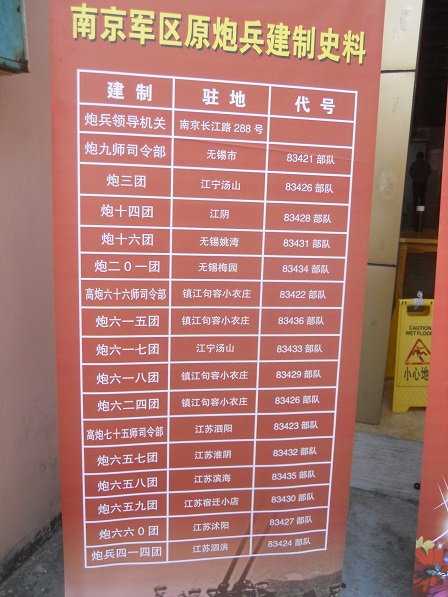 南京军区原炮兵建制史料
建制 驻地 代号
炮兵领导机关 南京长江路288号
炮九师司令部 无锡市 83421部队
炮三团 江宁汤山 83426部队
炮十四团 江阴 83428部队
炮十六团 无锡姚湾 83431部队
炮二0一团 无锡梅园 83434部队
高炮六十六师司令部 镇江句容小衣庄 83422部队
炮六一五团 镇江句容小衣庄 83436部队
炮六一七团 江宁汤山 83433部队
炮六一八团 镇江句容小衣庄 83429部队
炮六二四团 镇江句容小衣庄 83426部队
高炮七十五师司令部 江苏泗阳 83423部队
炮六五七团 江苏淮阴 83432部队
炮六五八团 江苏滨海 83435部队
炮六五九团 江苏宿迁小店 83430部队
炮六六0团 江苏沭阳 83427部队
炮兵四一四团 江苏泗洪 83424部队
CAUTION
WET FLOOR
小心地